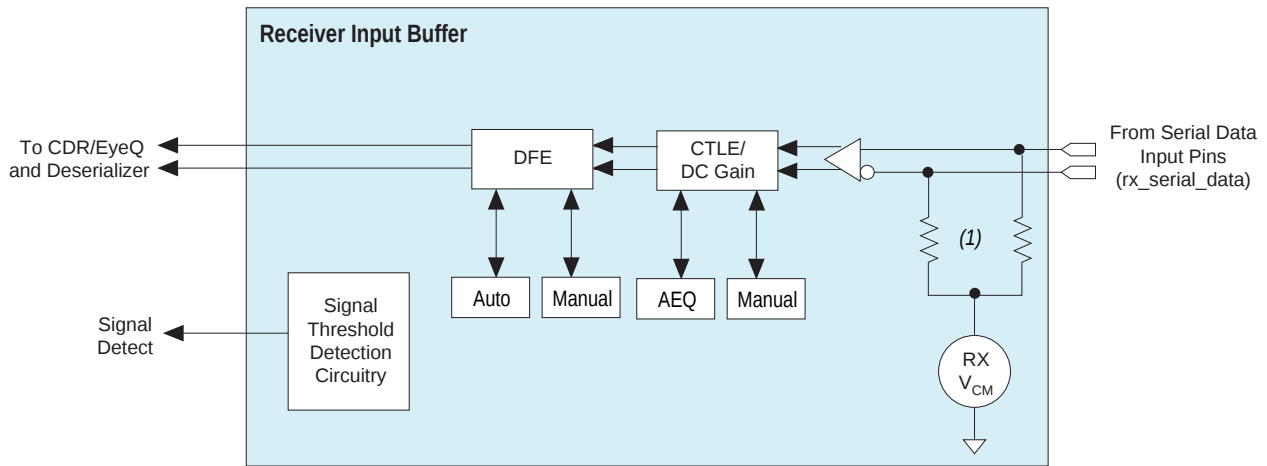 Receiver Input Buffer
To CDR/EyeQ
and Deserializer
DFE
CTLE/
DC Gain
From Serial Data
Input Pins
(rx_serial_data)
(1)
Auto
Manual
AEQ
Manual
Signal
Detect
Signal
Threshold
Detection
Circuitry
RX
VCM